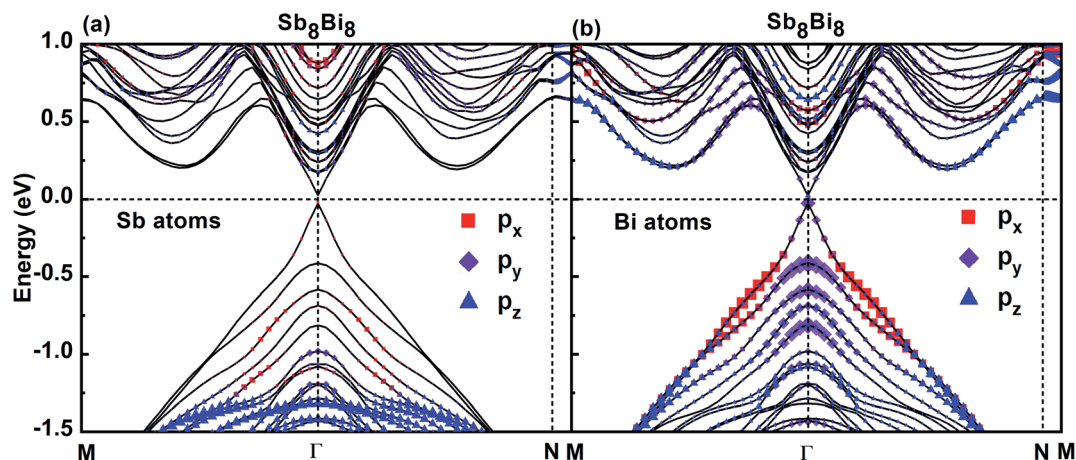 (a) Sb8Bi8
Energy (eV)
1.0
0.5
0.0
-0.5
-1.0
-1.5
Sb atoms
px
py
pz
M Γ N
(b) Sb8Bi8
Bi atoms
px
py
pz
M Γ N M